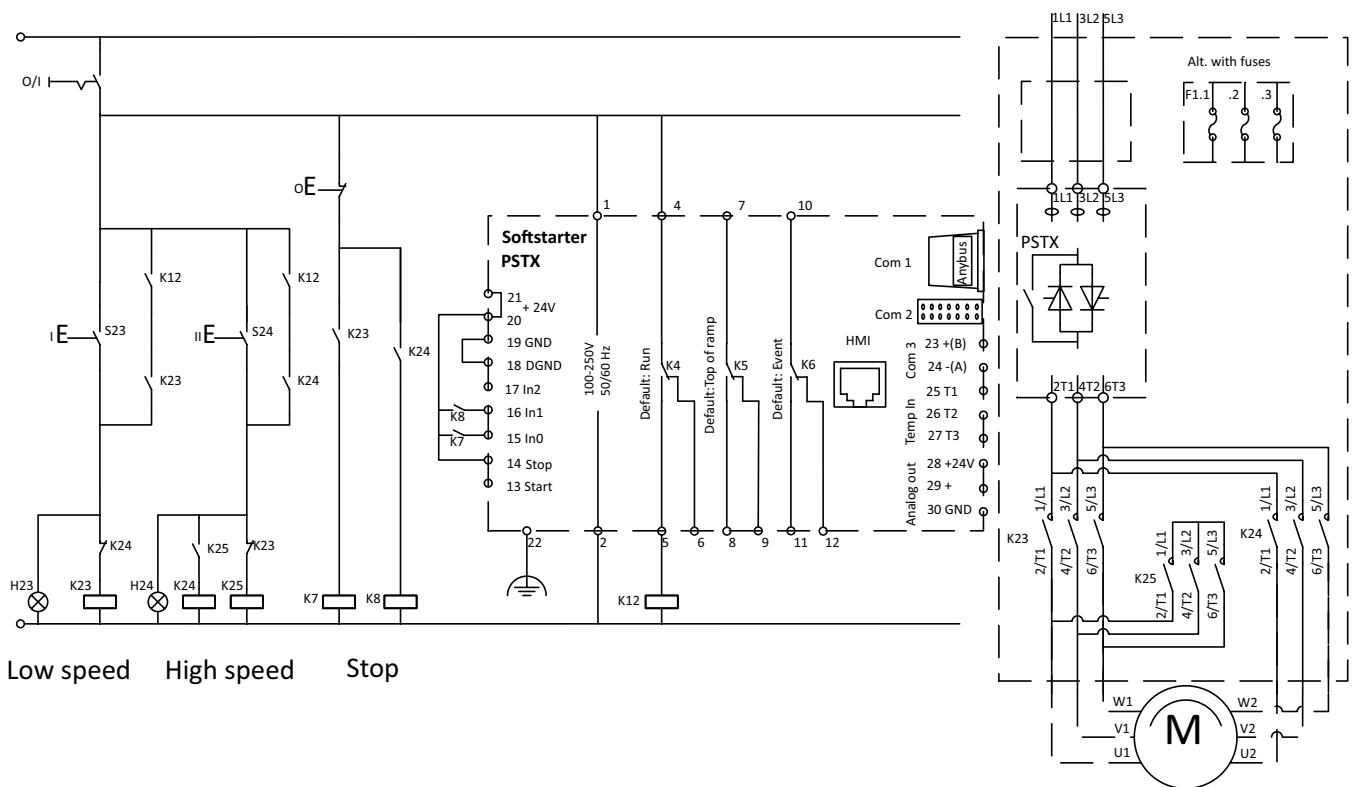 1L1 3L2 5L3
O/I
Alt. with fuses
F1.1 .2 .3
OE
1L1 3L2 5L3
PSTX
2T1 4T2 6T3
K12
K12
I E S23
II E S24
K23
K24
K23
K24
1 4 7 10
Softstarter
PSTX
21
+ 24V
20
19 GND
18 DGND
17 In2
16 In1
K8
15 In0
K7
14 Stop
13 Start
22
100-250V
50/60 Hz
Default: Run
K4
Default:Top of ramp
K5
Default: Event
K6
Com 1
Anybus
Com 2
HMI
Com 3
23 +(B)
24 -(A)
Temp In
25 T1
26 T2
27 T3
Analog out
28 +24V
29 +
30 GND
2 5 6 8 9 11 12
K24
K25
K23
H23
K23
H24
K24
K25
K7
K8
K12
Low speed
High speed
Stop
1/L1 3/L2 5/L3
K23
2/T1 4/T2 6/T3
1/L1 3/L2 5/L3
K25
2/T1 4/T2 6/T3
1/L1 3/L2 5/L3
K24
2/T1 4/T2 6/T3
W1
V1
U1
M
W2
V2
U2